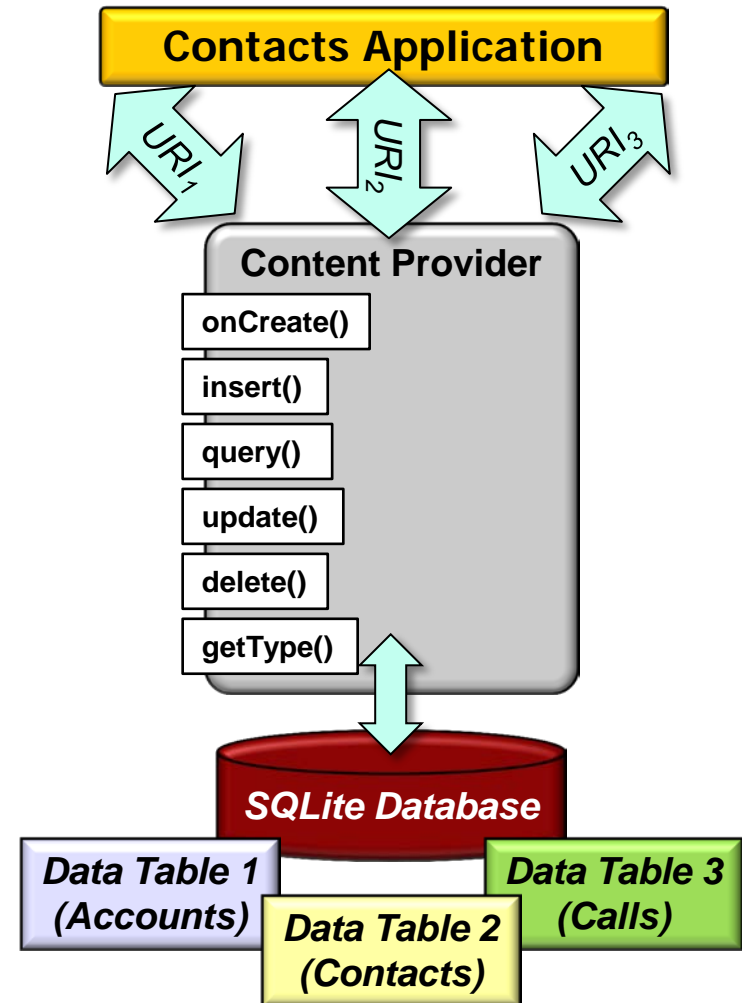 Contacts Application
URI1
URI2
URI3
Content Provider
onCreate()
insert()
query()
update()
delete()
getType()
SQLite Database
Data Table 1
(Accounts)
Data Table 2
(Contacts)
Data Table 3
(Calls)